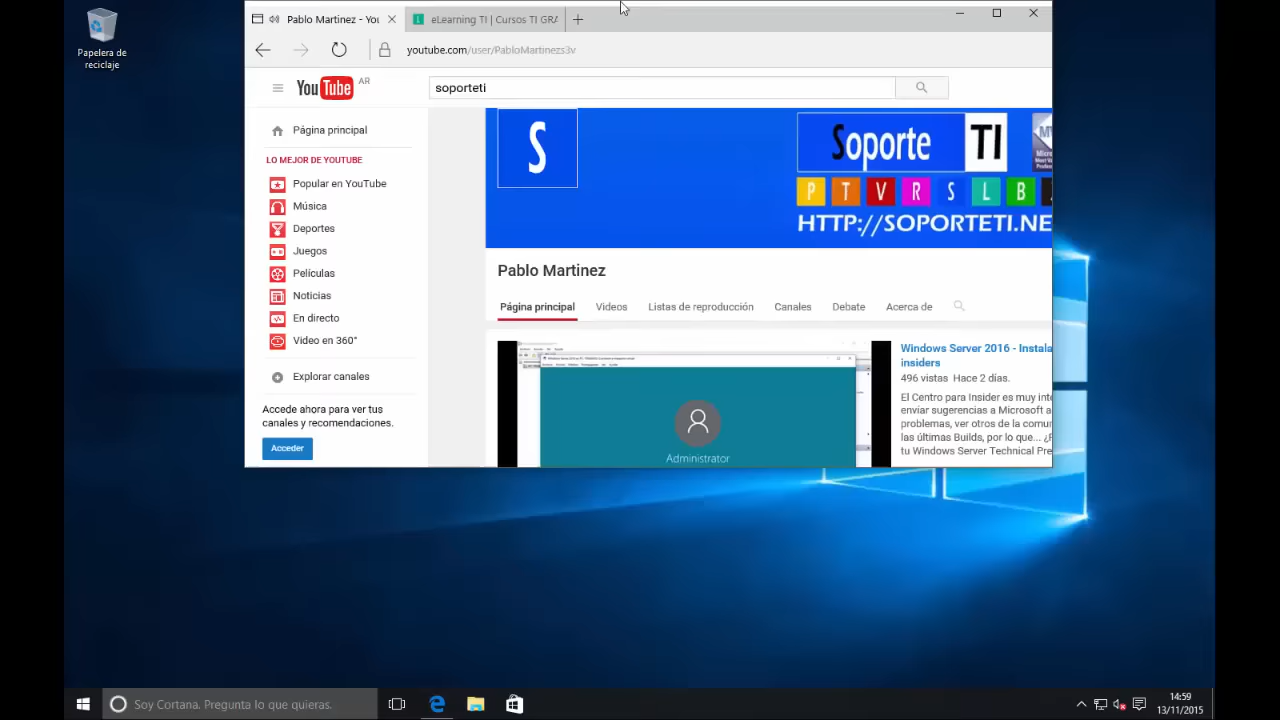 Papelera de
reciclaje
Pablo Martinez - You
eLearning TI | Cursos TI GRA
youtube.com/user/PabloMartinezs3v
YouTube AR
soporteti
Página principal
LO MEJOR DE YOUTUBE
Popular en YouTube
Música
Deportes
Juegos
Películas
Noticias
En directo
Video en 360°
Explorar canales
Accede ahora para ver tus
canales y recomendaciones.
Acceder
S
Soporte TI
P T V R S L B
HTTP://SOPORTETI.NE
Pablo Martinez
Página principal Videos Listas de reproducción Canales Debate Acerca de
Administrator
Windows Server 2016 - Instala
insiders
496 vistas Hace 2 días.
El Centro para Insider es muy inte
enviar sugerencias a Microsoft a
problemas, ver otros de la comu
las últimas Builds, por lo que... ¿F
tu Windows Server Technical Pre
Soy Cortana. Pregunta lo que quieras.
14:59
13/11/2015